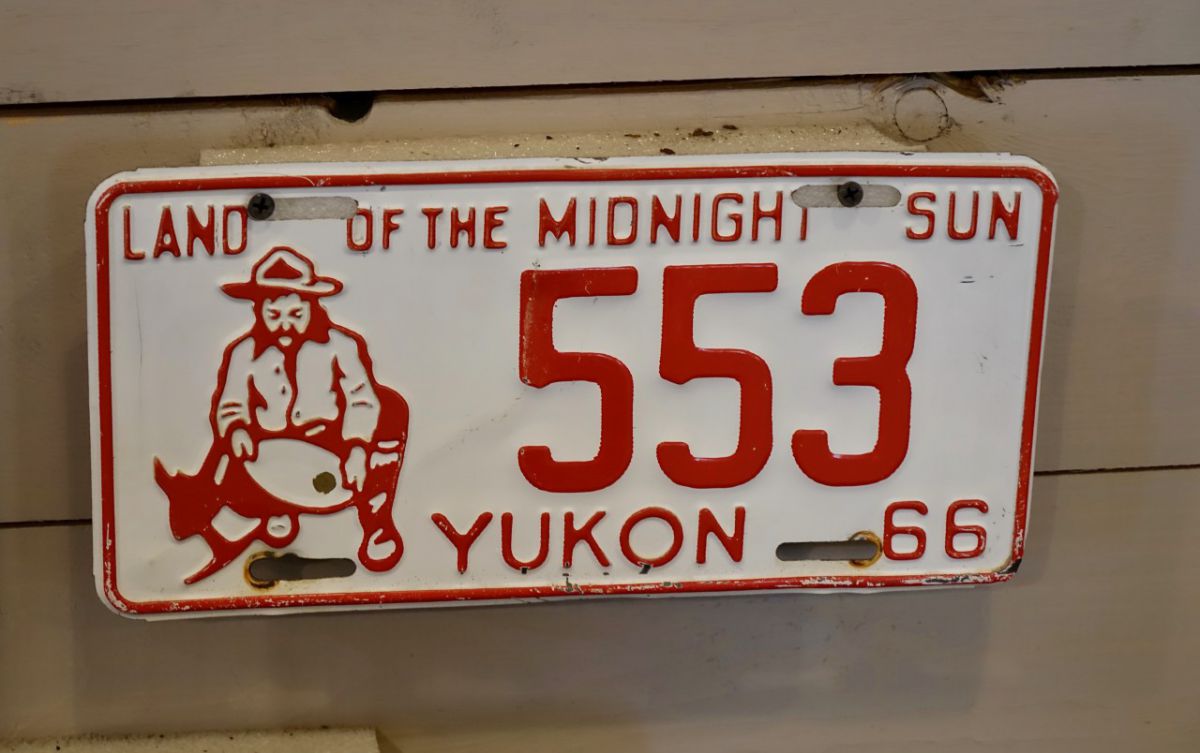 LAND OF THE MIDNIGHT SUN
553
YUKON 66